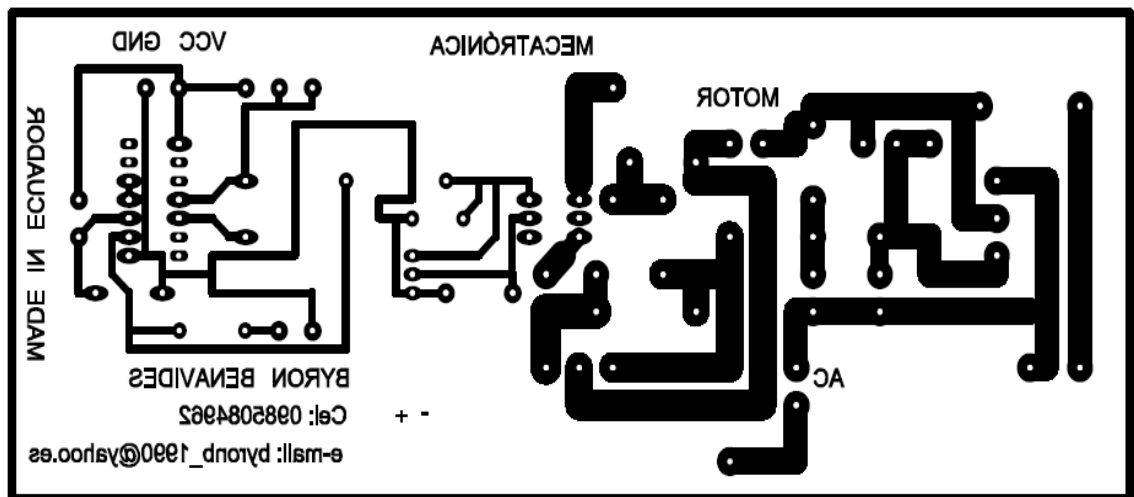 VCC GND
MECATRÓNICA
MOTOR
MADE IN ECUADOR
BYRON BENAVIDES
AC
Cel: 0985084962
- +
e-mail: byronb_1990@yahoo.es